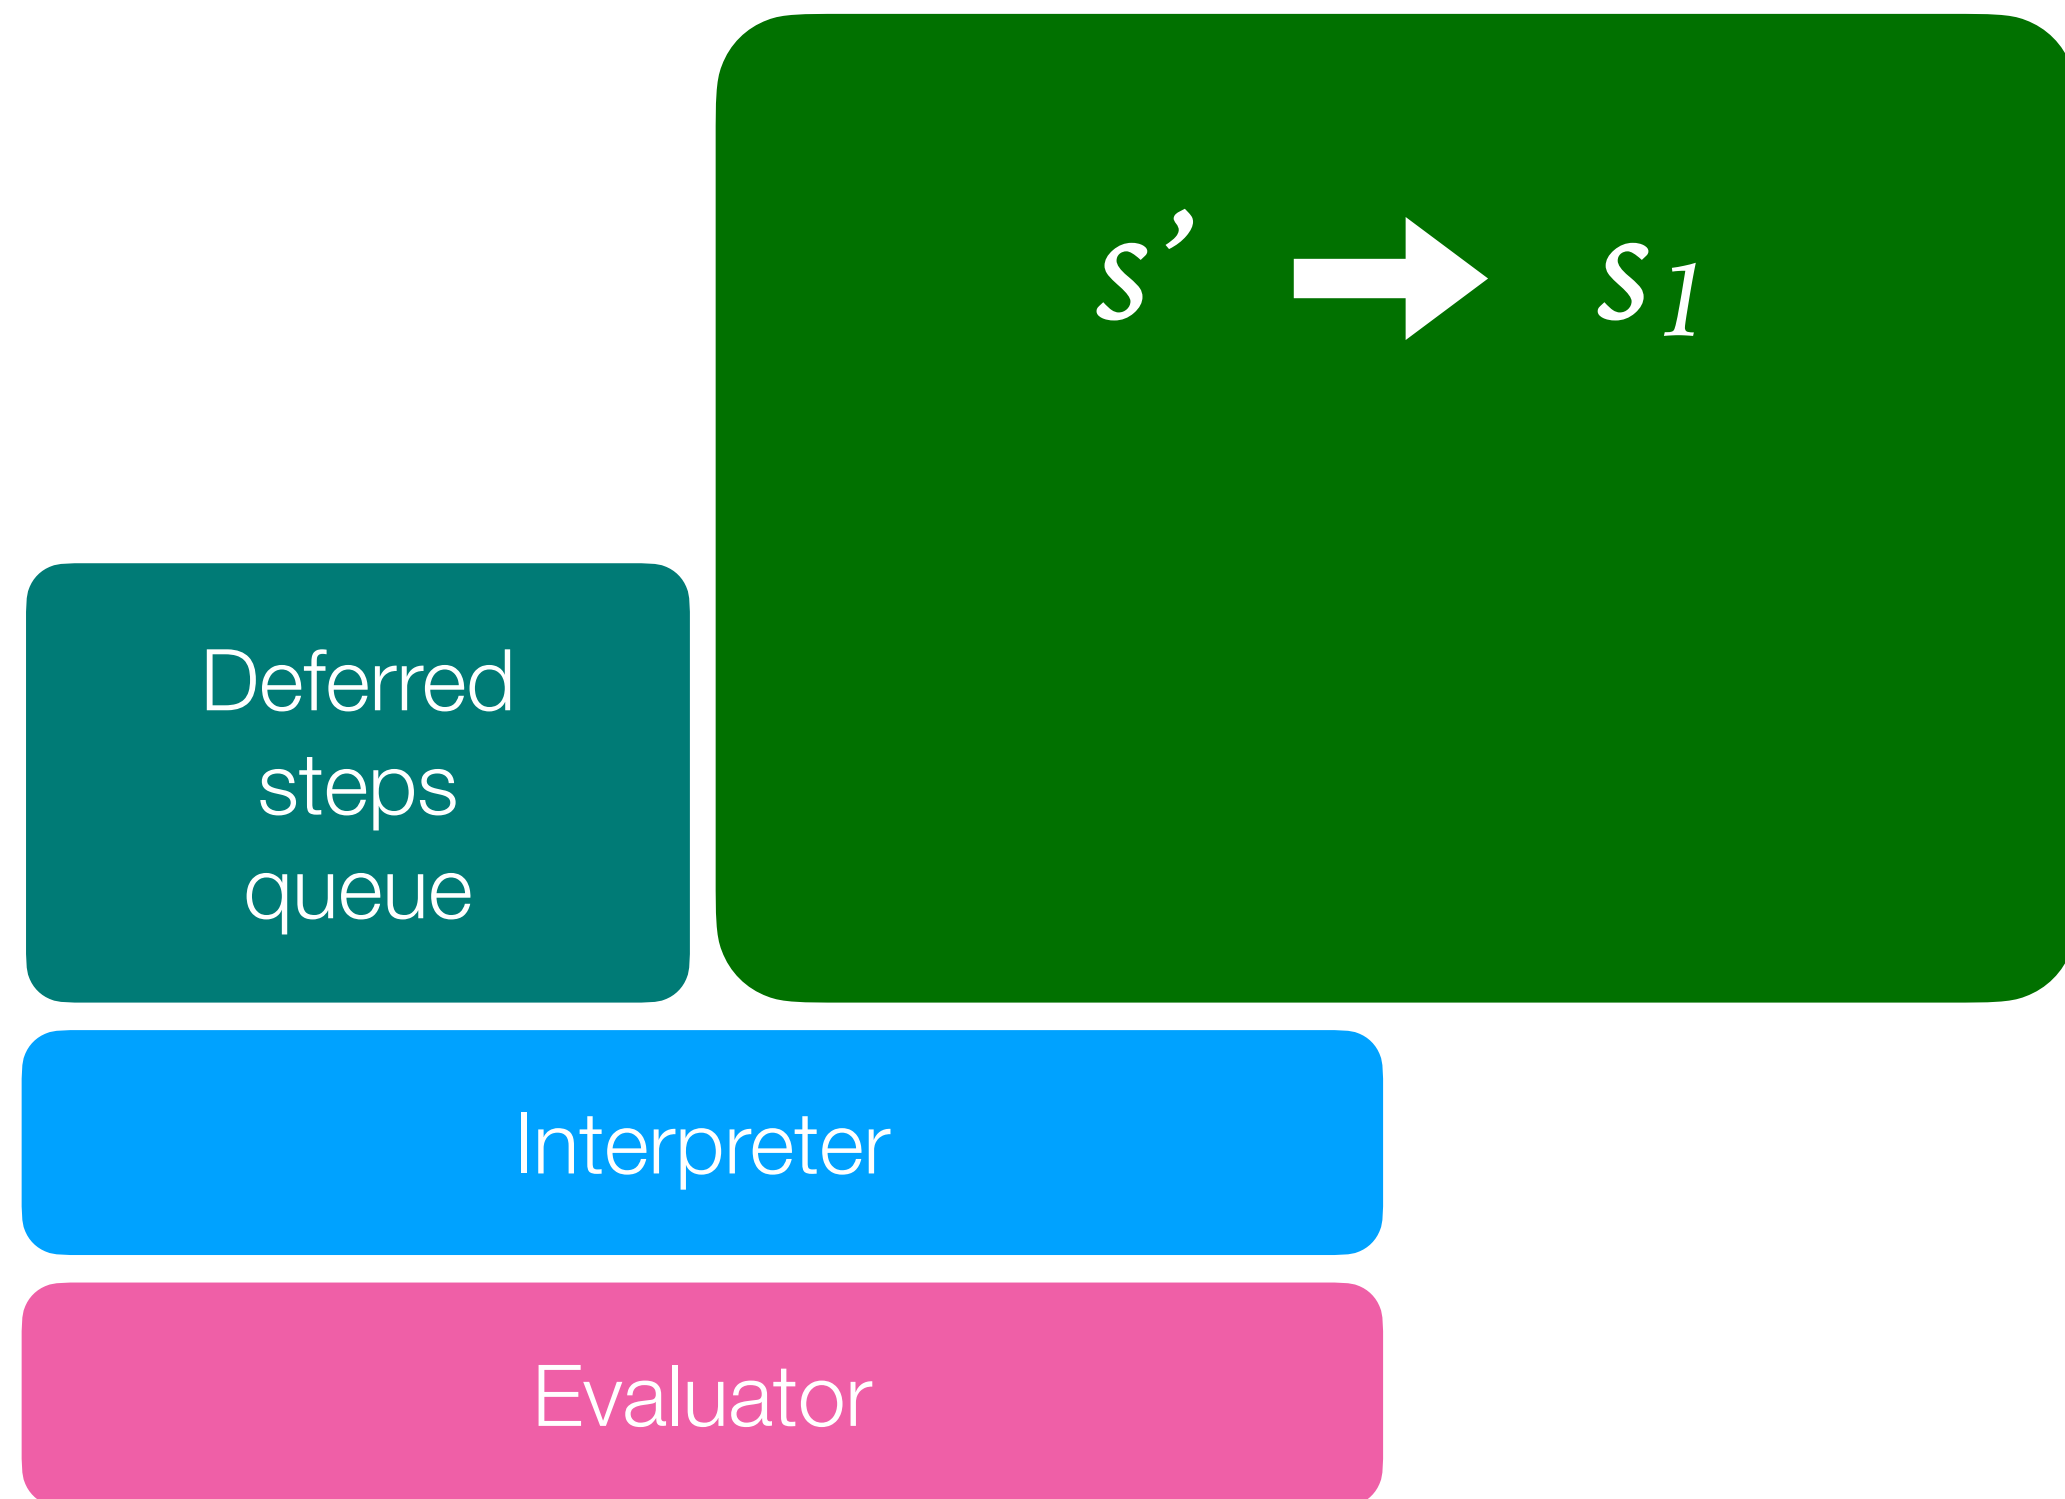 s’ s1
Deferred
steps
queue
Interpreter
Evaluator